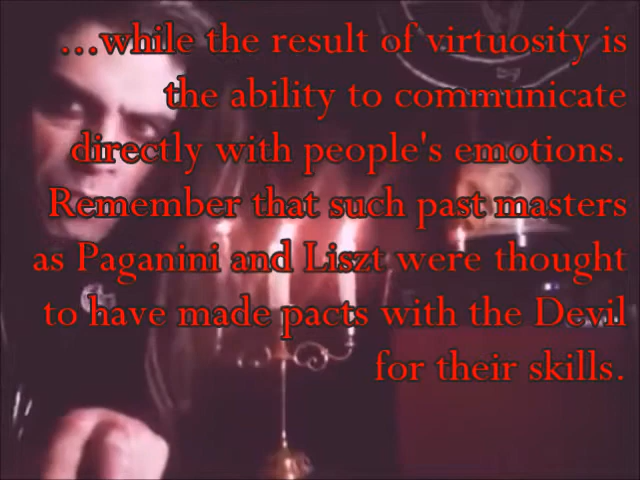 ...while the result of virtuosity is
the ability to communicate
directly with people's emotions.
Remember that such past masters
as Paganini and Liszt were thought
to have made pacts with the Devil
for their skills.